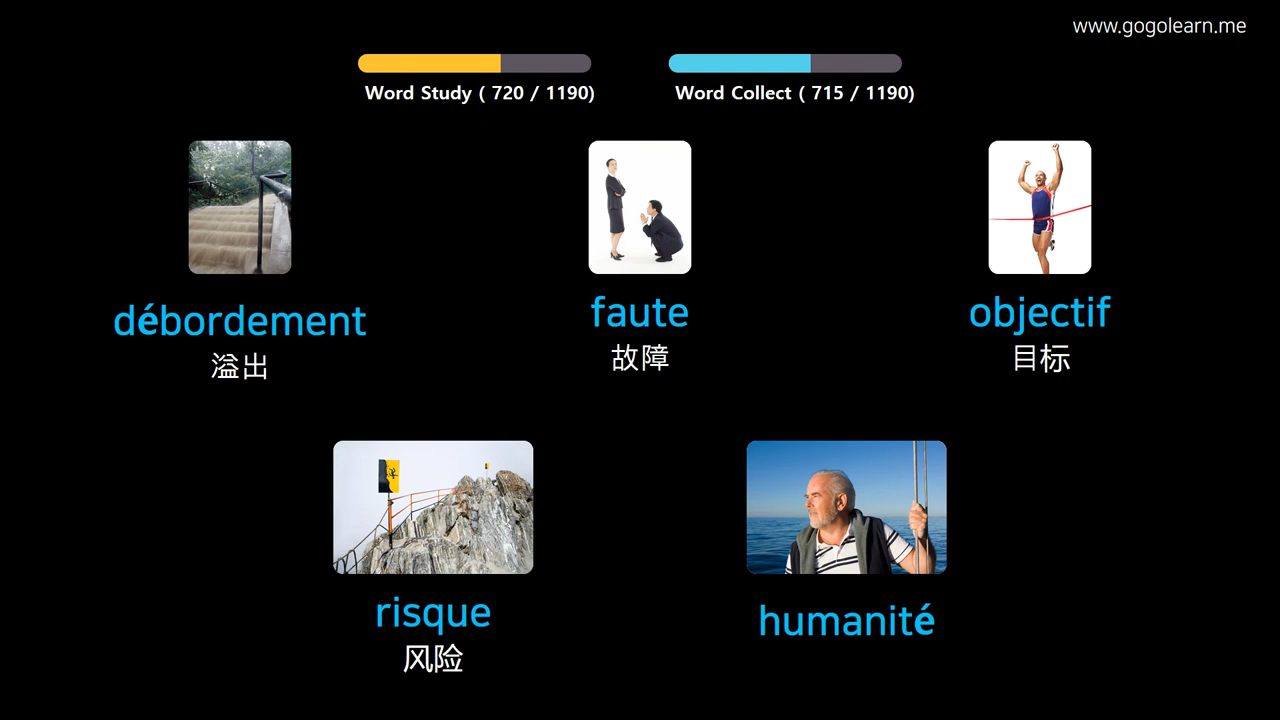 www.gogolearn.me
Word Study ( 720 / 1190)
Word Collect ( 715 / 1190)
débordement
溢出
faute
故障
objectif
目标
risque
风险
humanité